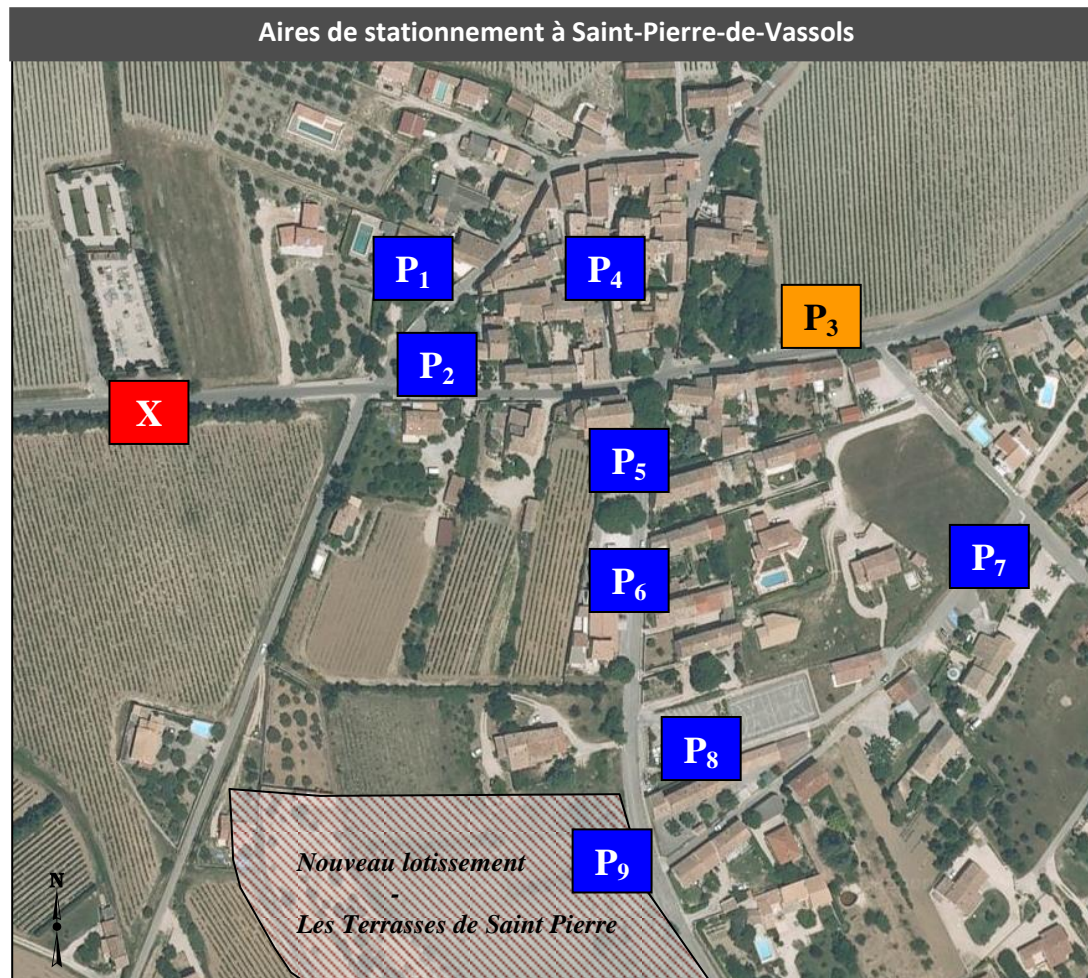 Aires de stationnement à Saint-Pierre-de-Vassols
P1
P4
P3
P2
X
P5
P6
P7
P8
P9
Nouveau lotissement
-
Les Terrasses de Saint Pierre
N